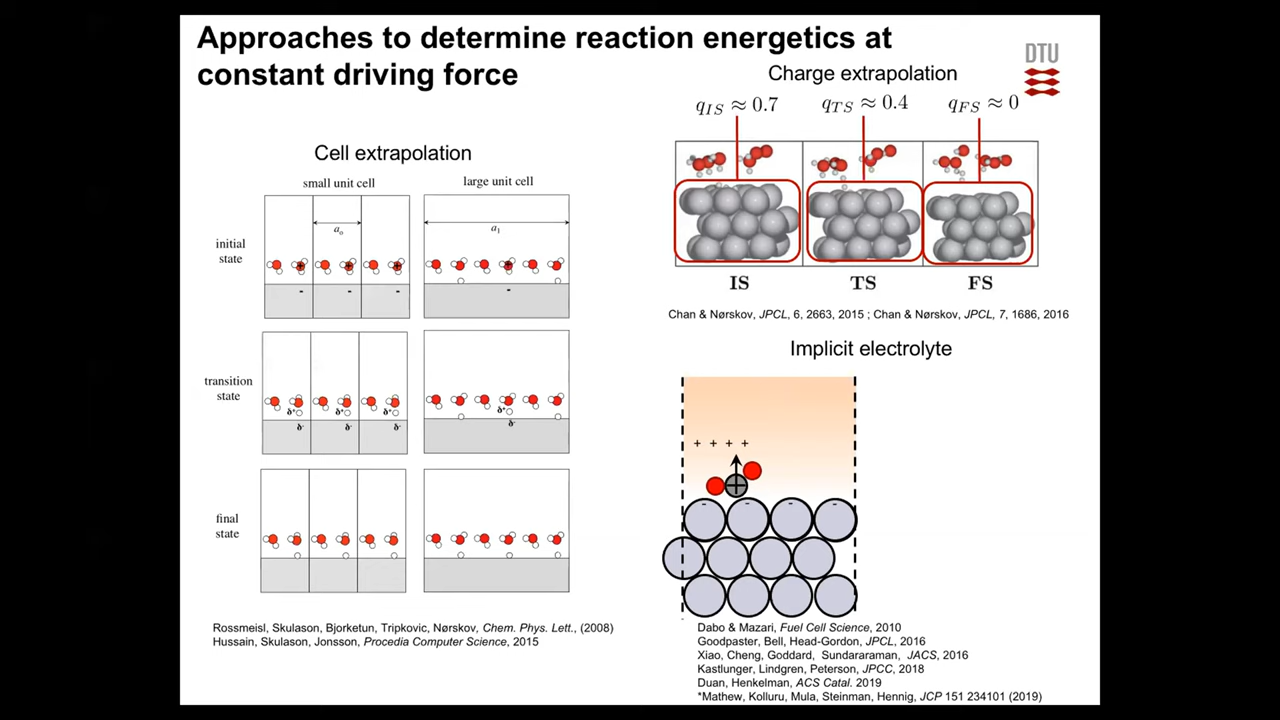 Approaches to determine reaction energetics at
constant driving force
DTU
Cell extrapolation
small unit cell
large unit cell
initial
state
a₀
a₁
-
-
-
-
transition
state
δ⁺
δ⁺
δ⁺
δ⁺
δ⁻
δ⁻
δ⁻
δ⁻
final
state
Rossmeisl, Skulason, Bjorketun, Tripkovic, Nørskov, Chem. Phys. Lett., (2008)
Hussain, Skulason, Jonsson, Procedia Computer Science, 2015
Charge extrapolation
q_IS ≈ 0.7
q_TS ≈ 0.4
q_FS ≈ 0
IS
TS
FS
Chan & Nørskov, JPCL, 6, 2663, 2015 ; Chan & Nørskov, JPCL, 7, 1686, 2016
Implicit electrolyte
+ + + +
+
- - - -
Dabo & Mazari, Fuel Cell Science, 2010
Goodpaster, Bell, Head-Gordon, JPCL, 2016
Xiao, Cheng, Goddard, Sundararaman, JACS, 2016
Kastlunger, Lindgren, Peterson, JPCC, 2018
Duan, Henkelman, ACS Catal. 2019
*Mathew, Kolluru, Mula, Steinman, Hennig, JCP 151 234101 (2019)